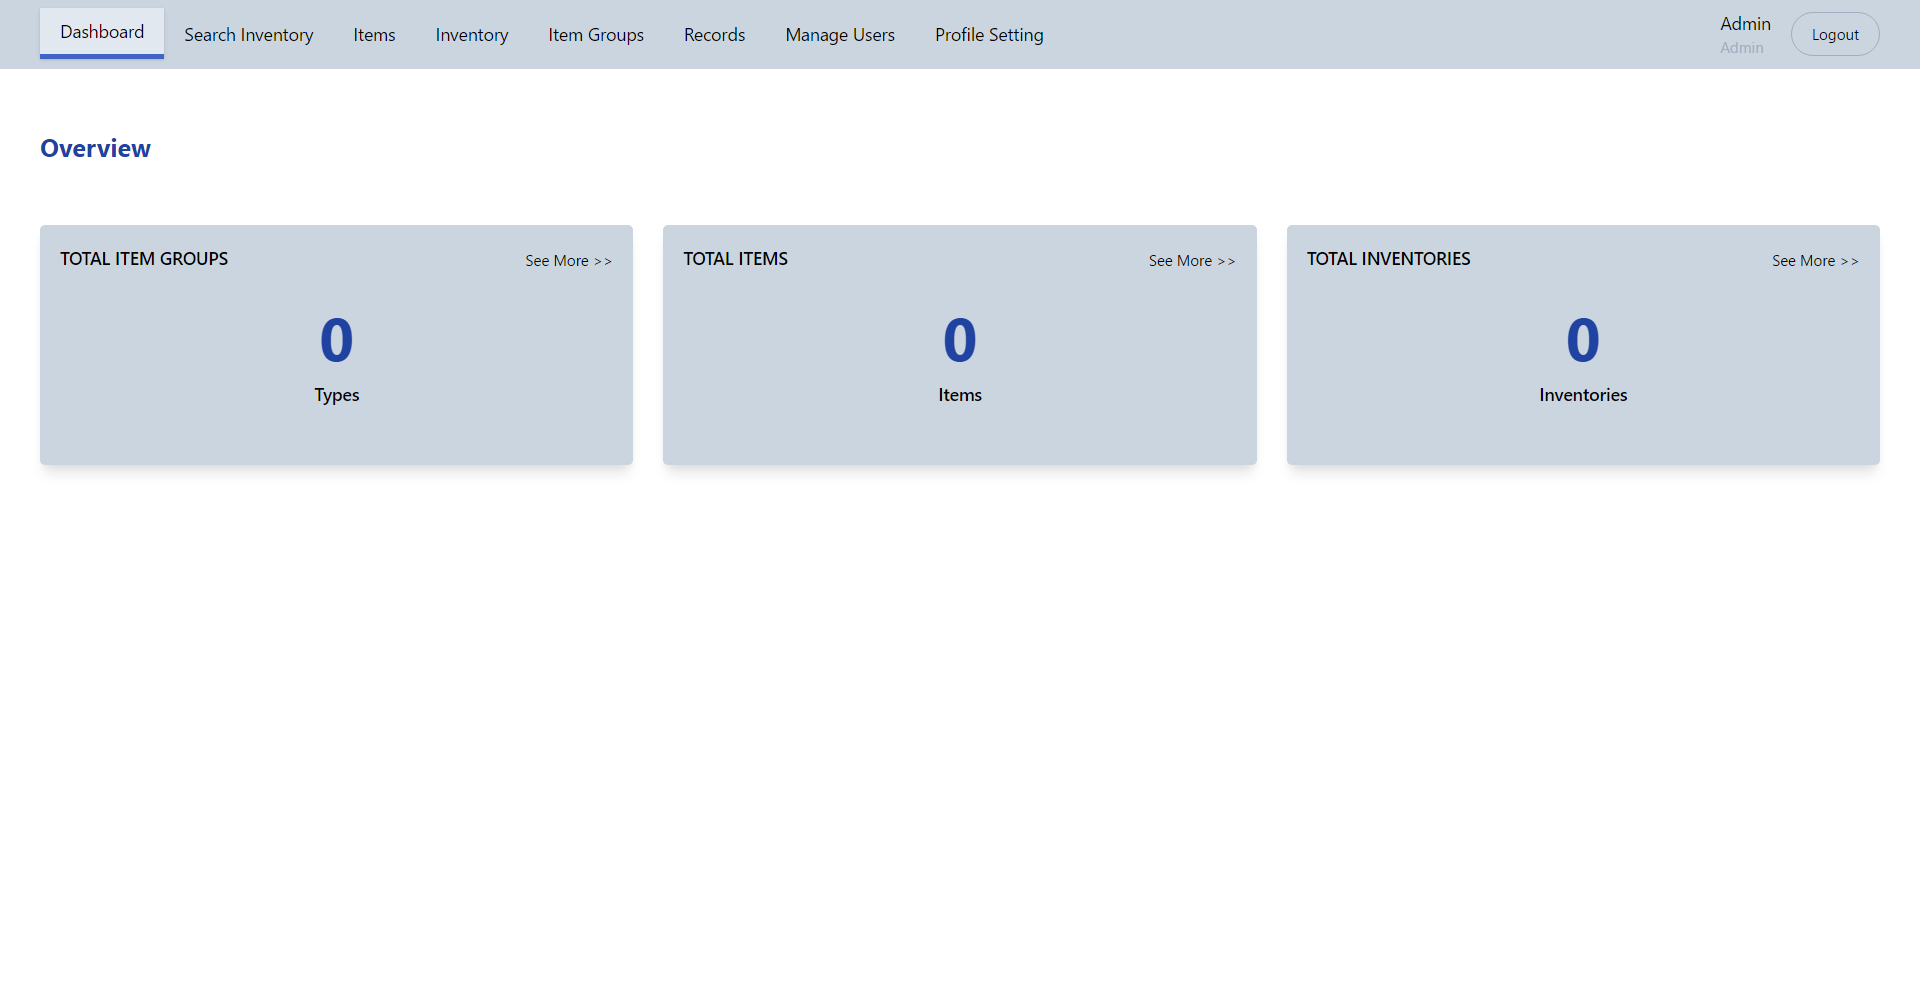 Dashboard Search Inventory Items Inventory Item Groups Records Manage Users Profile Setting Admin Logout
Admin
Overview
TOTAL ITEM GROUPS See More >>
0
Types
TOTAL ITEMS See More >>
0
Items
TOTAL INVENTORIES See More >>
0
Inventories